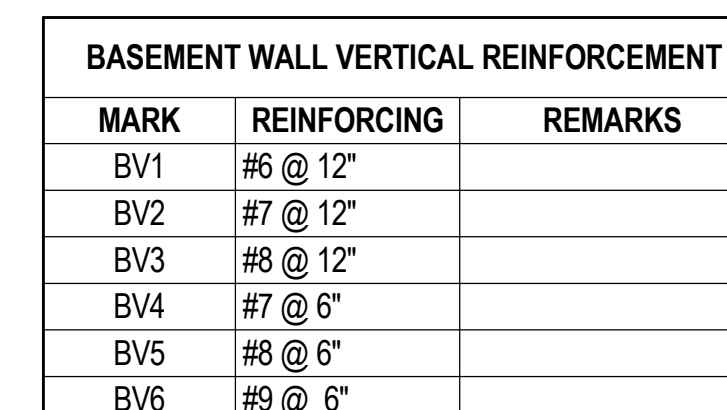 BASEMENT WALL VERTICAL REINFORCEMENT
MARK REINFORCING REMARKS
BV1 #6 @ 12"
BV2 #7 @ 12"
BV3 #8 @ 12"
BV4 #7 @ 6"
BV5 #8 @ 6"
BV6 #9 @ 6"